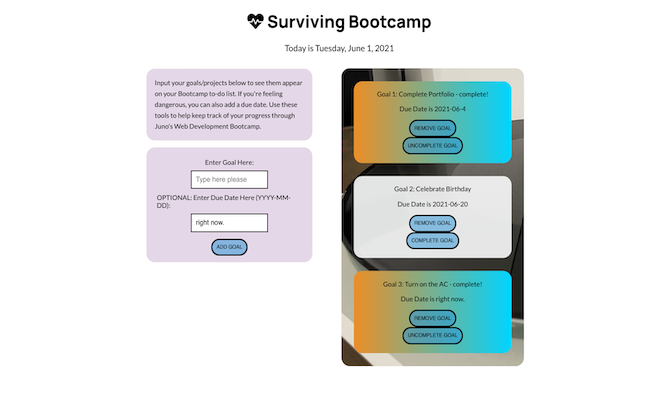 Surviving Bootcamp
Today is Tuesday, June 1, 2021
Input your goals/projects below to see them appear
on your Bootcamp to-do list. If you're feeling
dangerous, you can also add a due date. Use these
tools to help keep track of your progress through
Juno's Web Development Bootcamp.
Enter Goal Here:
Type here please
OPTIONAL: Enter Due Date Here (YYYY-MM-
DD):
right now.
ADD GOAL
Goal 1: Complete Portfolio - complete!
Due Date is 2021-06-4
REMOVE GOAL
UNCOMPLETE GOAL
Goal 2: Celebrate Birthday
Due Date is 2021-06-20
REMOVE GOAL
COMPLETE GOAL
Goal 3: Turn on the AC - complete!
Due Date is right now.
REMOVE GOAL
UNCOMPLETE GOAL